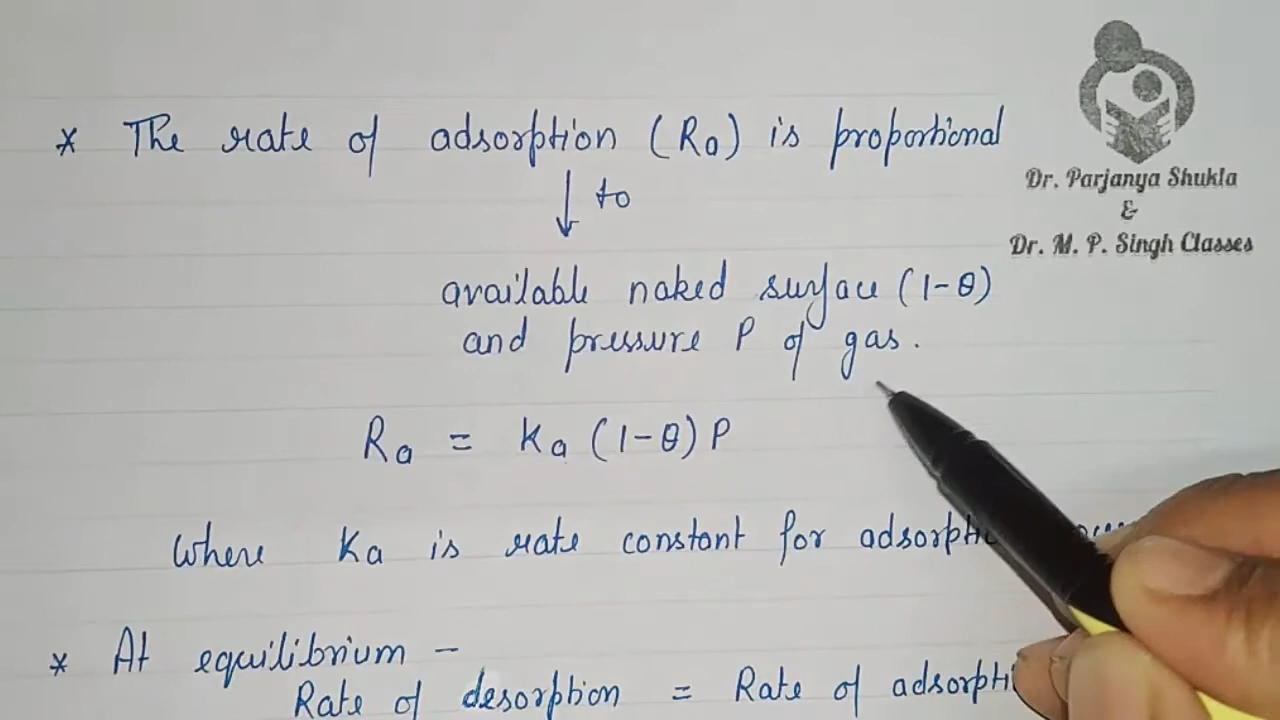 * The rate of adsorption (Ra) is proportional
↓ to
available naked surface (1-θ)
and pressure P of gas.
Ra = Ka (1-θ) P
Where Ka is rate constant for
* At equilibrium -
Rate of desorption = Rate of
Dr. Parjanya Shukla
&
Dr. M. P. Singh Classes